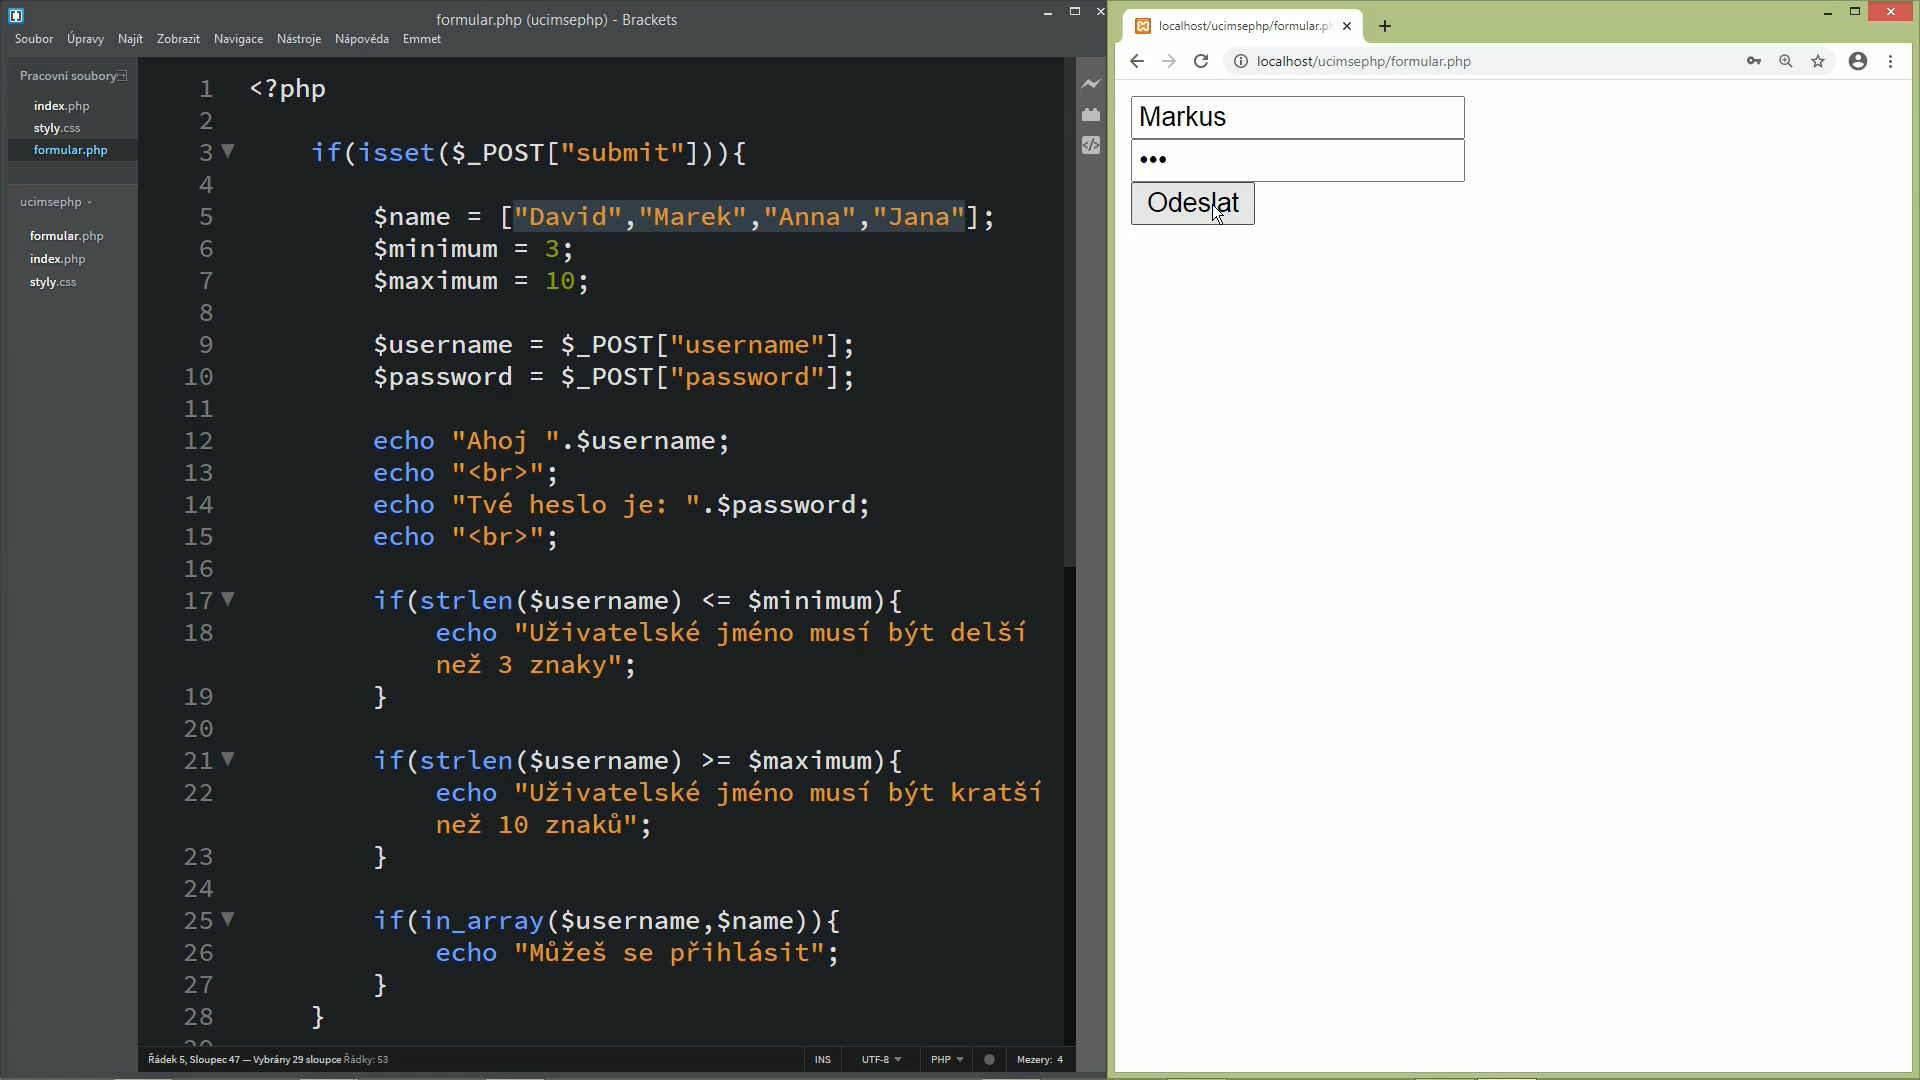 formular.php (ucimsephp) - Brackets
Soubor Úpravy Najít Zobrazit Navigace Nástroje Nápověda Emmet
Pracovní soubory
index.php
styly.css
formular.php
ucimsephp
formular.php
index.php
styly.css
1 <?php
2
3 if(isset($_POST["submit"])){
4
5 $name = ["David","Marek","Anna","Jana"];
6 $minimum = 3;
7 $maximum = 10;
8
9 $username = $_POST["username"];
10 $password = $_POST["password"];
11
12 echo "Ahoj ".$username;
13 echo "<br>";
14 echo "Tvé heslo je: ".$password;
15 echo "<br>";
16
17 if(strlen($username) <= $minimum){
18 echo "Uživatelské jméno musí být delší
než 3 znaky";
19 }
20
21 if(strlen($username) >= $maximum){
22 echo "Uživatelské jméno musí být kratší
než 10 znaků";
23 }
24
25 if(in_array($username,$name)){
26 echo "Můžeš se přihlásit";
27 }
28 }
Řádek 5, Sloupec 47 — Vybrány 29 sloupce Řádky: 53
INS UTF-8 PHP Mezery: 4
localhost/ucimsephp/formular.ph
localhost/ucimsephp/formular.php
Markus
•••
Odeslat